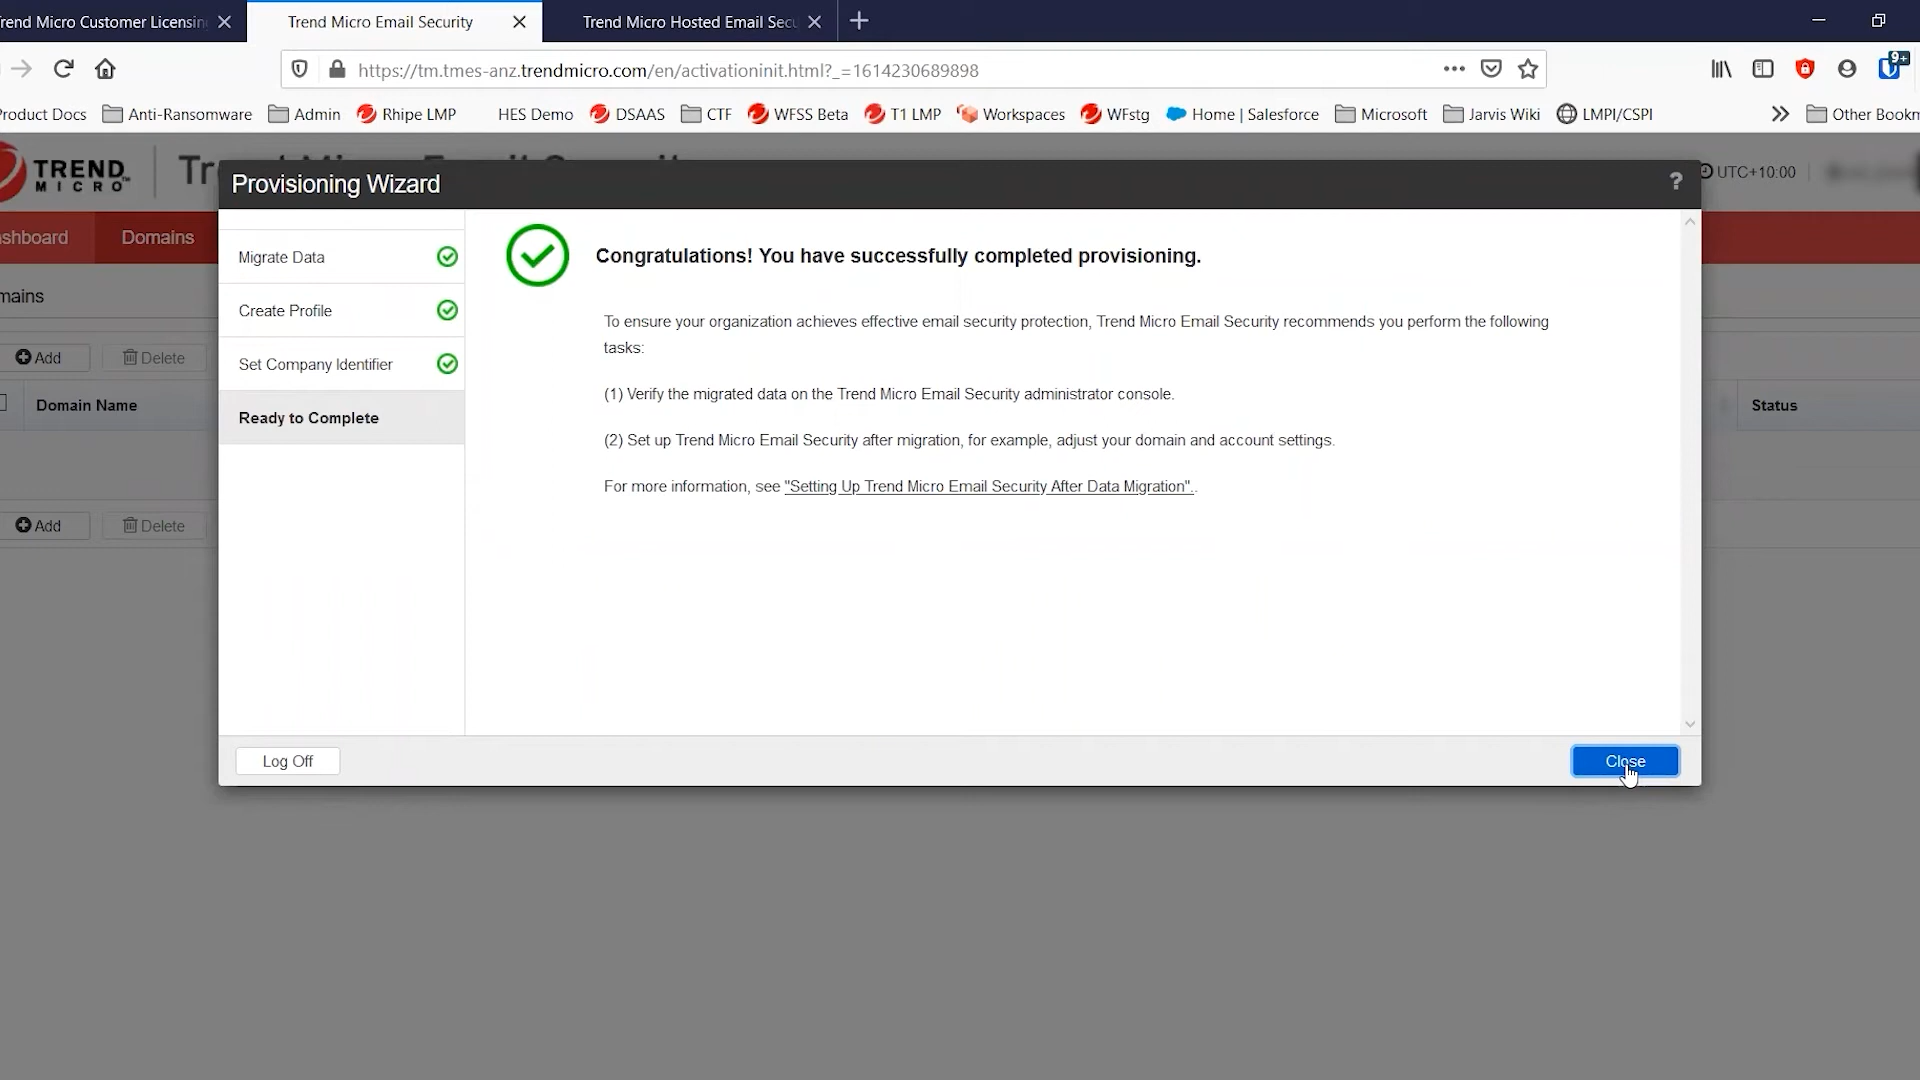 rend Micro Customer Licensin
Trend Micro Email Security
Trend Micro Hosted Email Secu
https://tm.tmes-anz.trendmicro.com/en/activationinit.html?_=1614230689898
9+
roduct Docs Anti-Ransomware Admin Rhipe LMP HES Demo DSAAS CTF WFSS Beta T1 LMP Workspaces WFstg Home | Salesforce Microsoft Jarvis Wiki LMPI/CSPI Other Bookm
TREND MICRO™
UTC+10:00
Provisioning Wizard
?
shboard
Domains
mains
Add
Delete
Domain Name
Status
Add
Delete
Migrate Data
Create Profile
Set Company Identifier
Ready to Complete
Congratulations! You have successfully completed provisioning.
To ensure your organization achieves effective email security protection, Trend Micro Email Security recommends you perform the following
tasks:
(1) Verify the migrated data on the Trend Micro Email Security administrator console.
(2) Set up Trend Micro Email Security after migration, for example, adjust your domain and account settings.
For more information, see "Setting Up Trend Micro Email Security After Data Migration"..
Log Off
Close